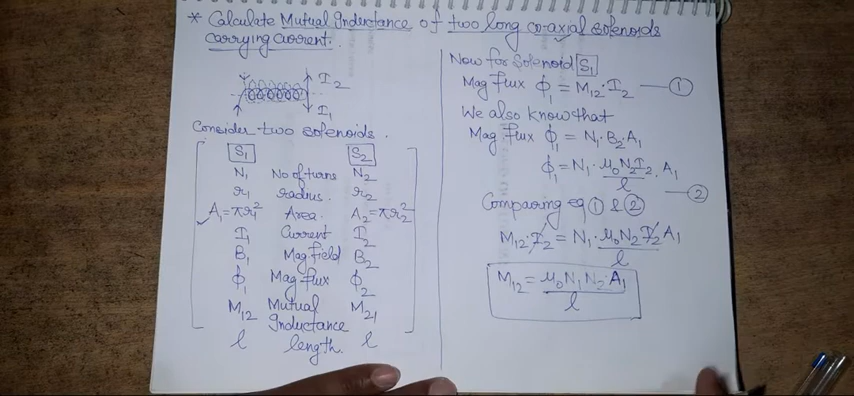 * Calculate Mutual Inductance of two long co-axial solenoids
carrying current.
I₂
I₁
Consider two solenoids.
S₁ S₂
N₁ No of turns N₂
r₁ radius. r₂
A₁=πr₁² Area. A₂=πr₂²
I₁ Current I₂
B₁ Mag field B₂
ϕ₁ Mag flux ϕ₂
M₁₂ Mutual Inductance M₂₁
l length. l
Now for Solenoid S₁
Mag flux ϕ₁ = M₁₂·I₂ — ①
We also know that
Mag flux ϕ₁ = N₁·B₂·A₁
ϕ₁ = N₁·μ₀N₂I₂/l·A₁ — ②
Comparing eq ① & ②
M₁₂·I₂ = N₁·μ₀N₂I₂/l A₁
M₁₂ = μ₀N₁N₂·A₁/l